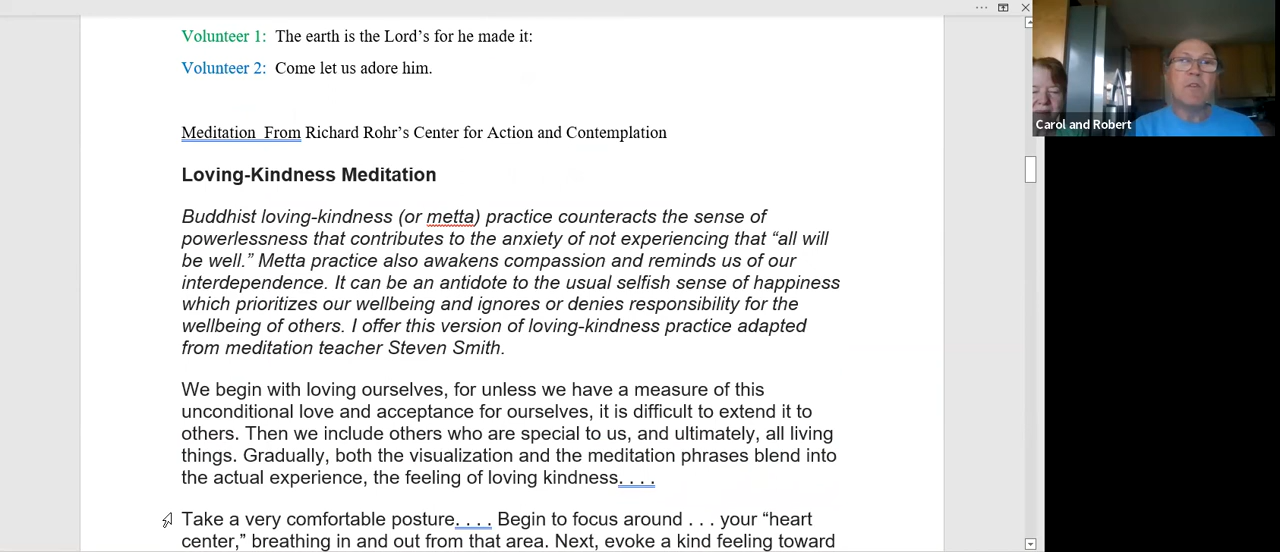 Volunteer 1:  The earth is the Lord’s for he made it:
Volunteer 2:  Come let us adore him.
Carol and Robert
Meditation  From Richard Rohr’s Center for Action and Contemplation
Loving-Kindness Meditation
Buddhist loving-kindness (or metta) practice counteracts the sense of
powerlessness that contributes to the anxiety of not experiencing that “all will
be well.” Metta practice also awakens compassion and reminds us of our
interdependence. It can be an antidote to the usual selfish sense of happiness
which prioritizes our wellbeing and ignores or denies responsibility for the
wellbeing of others. I offer this version of loving-kindness practice adapted
from meditation teacher Steven Smith.
We begin with loving ourselves, for unless we have a measure of this
unconditional love and acceptance for ourselves, it is difficult to extend it to
others. Then we include others who are special to us, and ultimately, all living
things. Gradually, both the visualization and the meditation phrases blend into
the actual experience, the feeling of loving kindness. . . .
Take a very comfortable posture. . . . Begin to focus around . . . your “heart
center,” breathing in and out from that area. Next, evoke a kind feeling toward